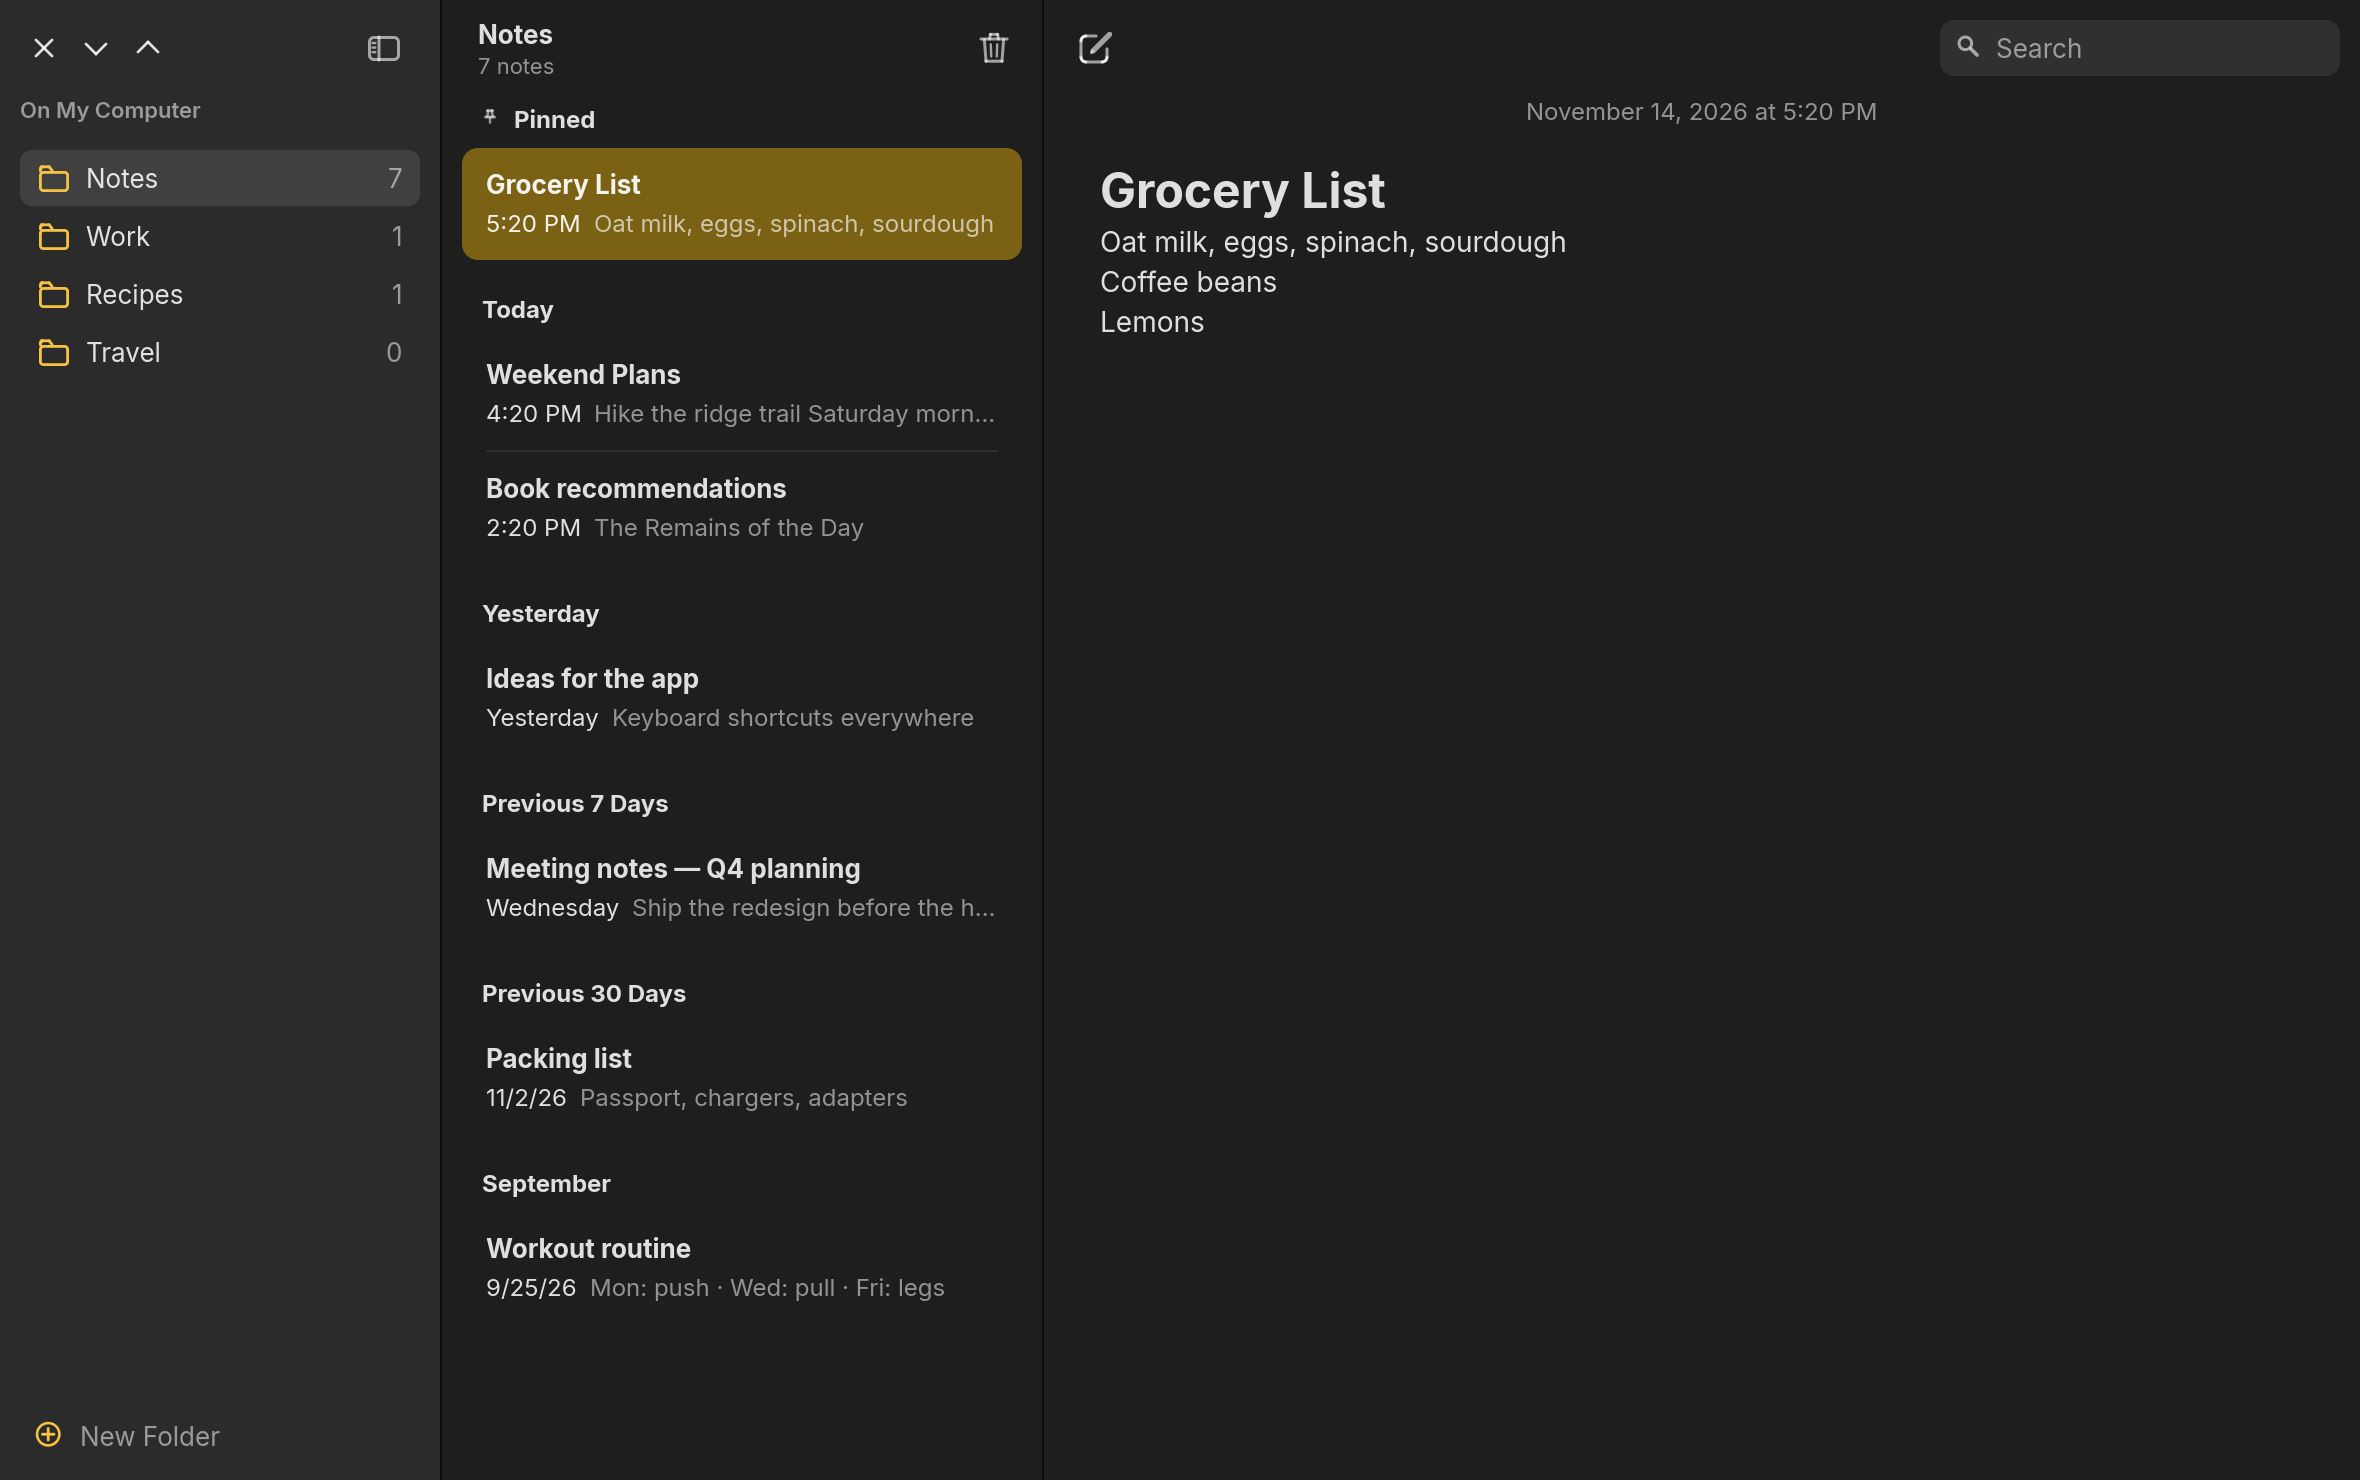 On My Computer
Notes 7
Work 1
Recipes 1
Travel 0
New Folder
Notes
7 notes
Pinned
Grocery List
5:20 PM Oat milk, eggs, spinach, sourdough
Today
Weekend Plans
4:20 PM Hike the ridge trail Saturday morn...
Book recommendations
2:20 PM The Remains of the Day
Yesterday
Ideas for the app
Yesterday Keyboard shortcuts everywhere
Previous 7 Days
Meeting notes — Q4 planning
Wednesday Ship the redesign before the h...
Previous 30 Days
Packing list
11/2/26 Passport, chargers, adapters
September
Workout routine
9/25/26 Mon: push · Wed: pull · Fri: legs
Search
November 14, 2026 at 5:20 PM
Grocery List
Oat milk, eggs, spinach, sourdough
Coffee beans
Lemons